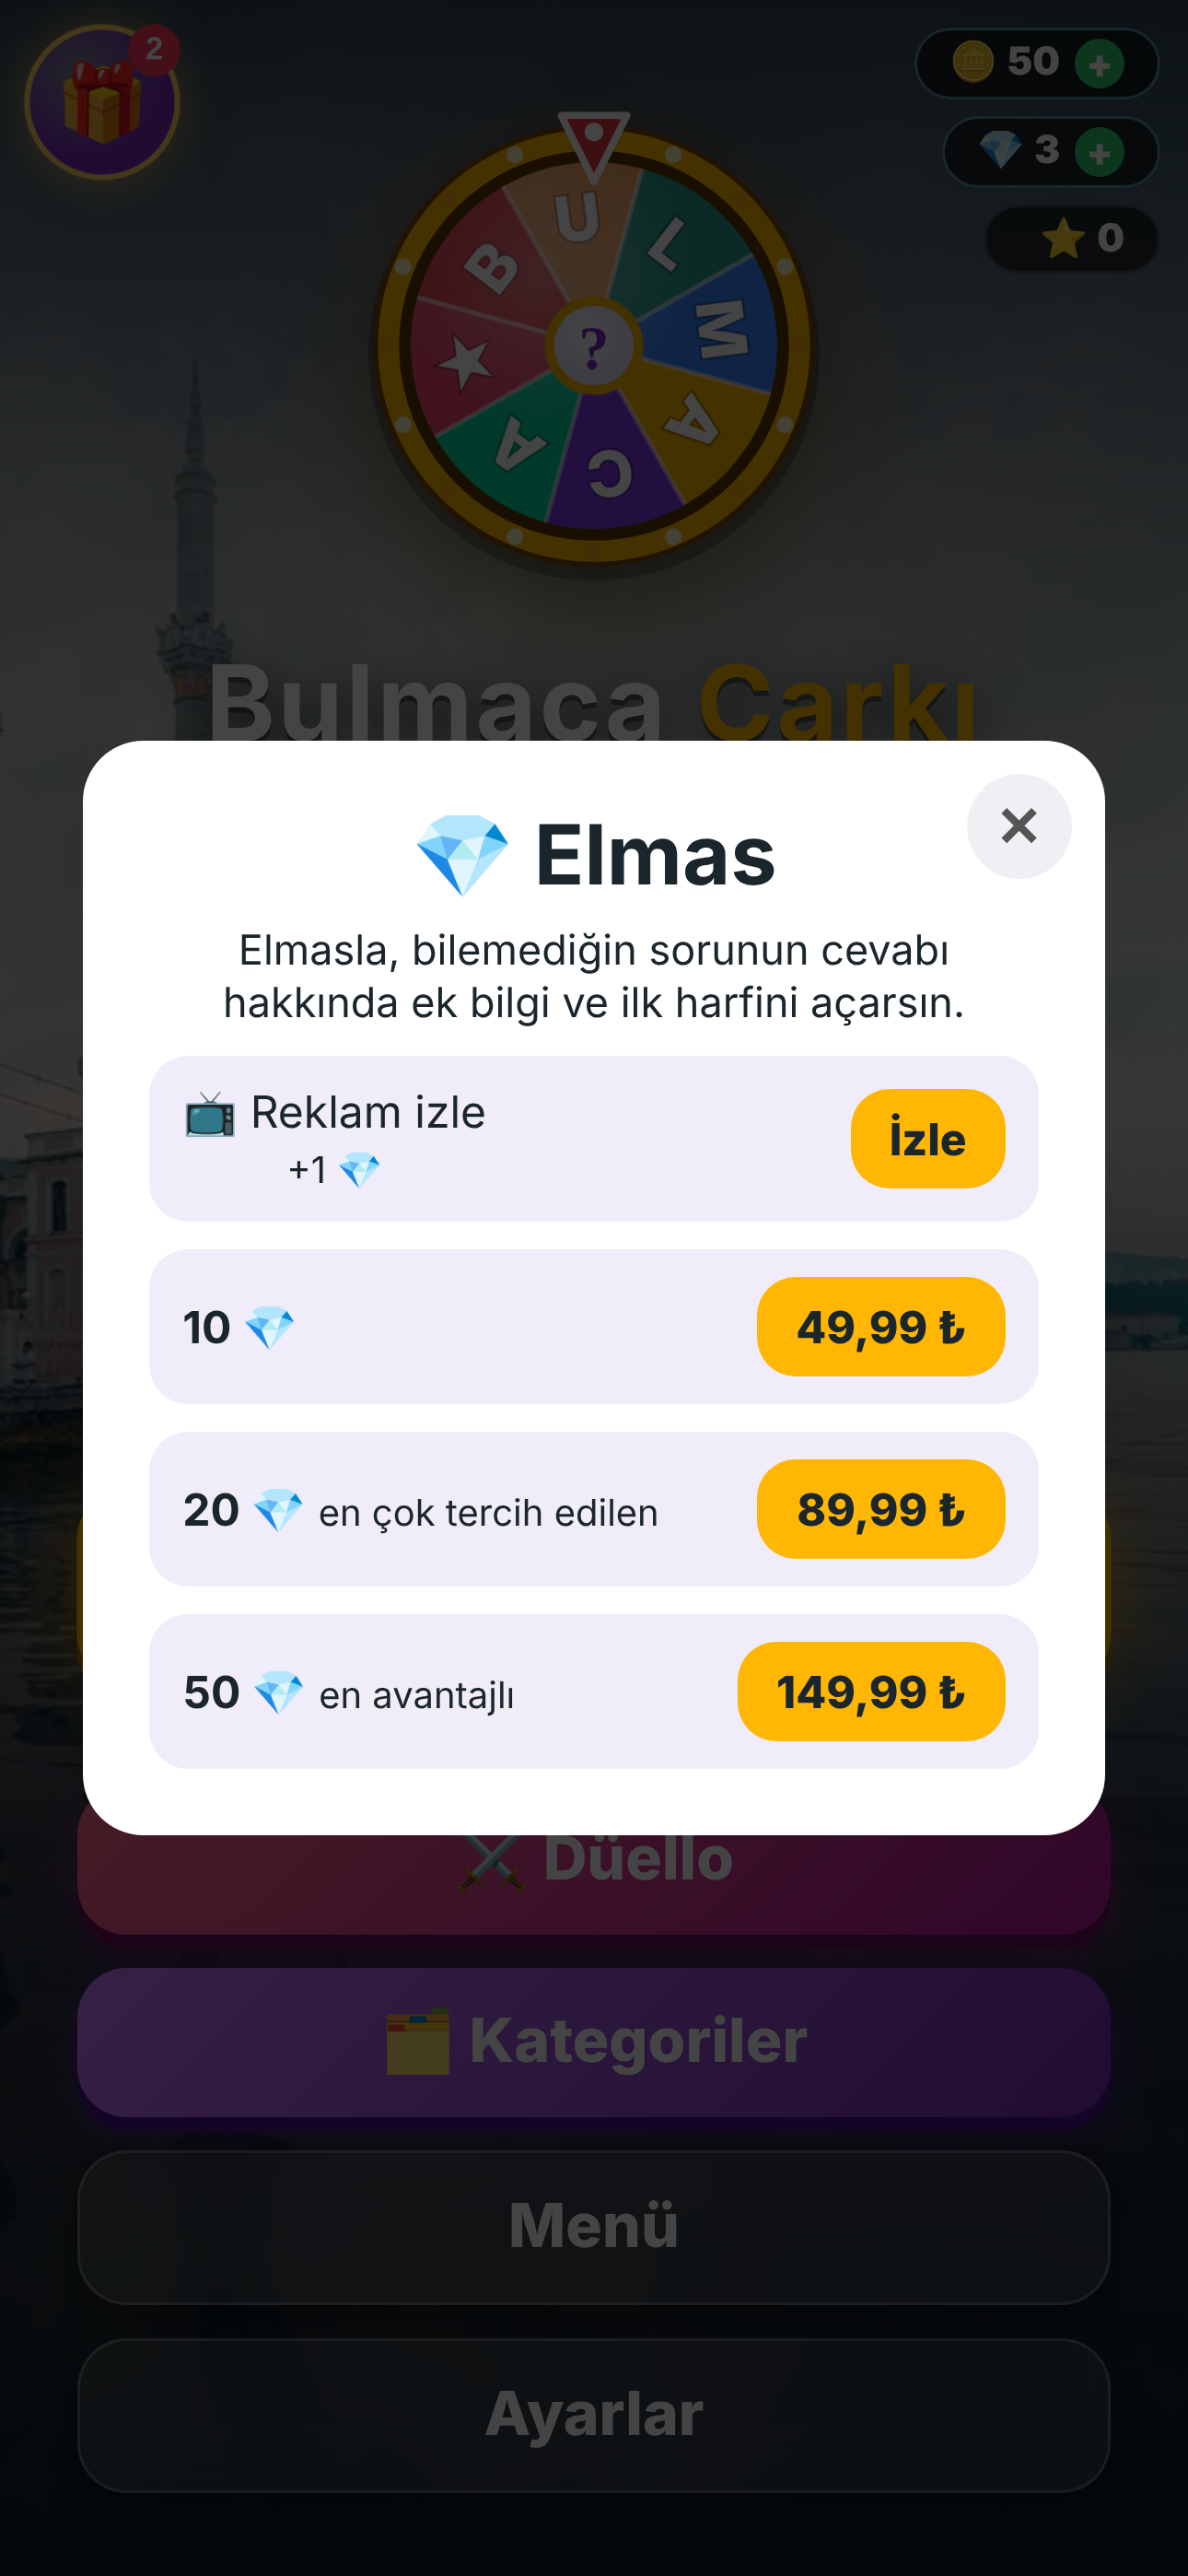 2
50 +
3 +
0
B U L M A C A
?
Bulmaca Çarkı
Elmas
Elmasla, bilemediğin sorunun cevabı
hakkında ek bilgi ve ilk harfini açarsın.
Reklam izle
+1
İzle
10
49,99 ₺
20 en çok tercih edilen
89,99 ₺
50 en avantajlı
149,99 ₺
Düello
Kategoriler
Menü
Ayarlar